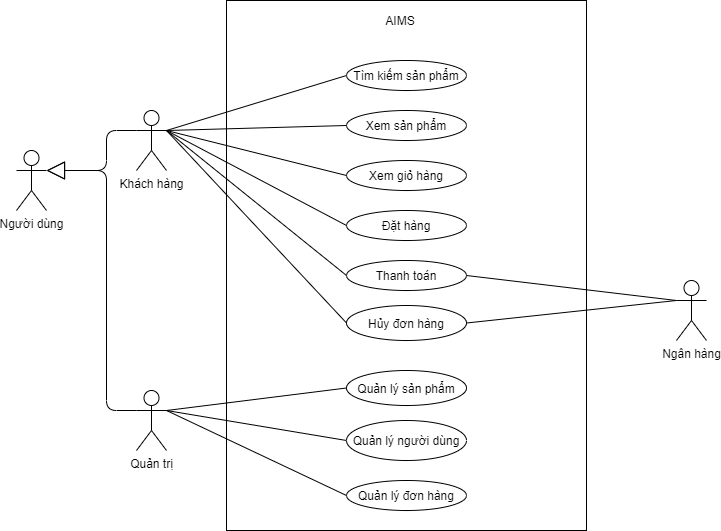 AIMS
Tìm kiếm sản phẩm
Xem sản phẩm
Khách hàng
Xem giỏ hàng
Người dùng
Đặt hàng
Thanh toán
Hủy đơn hàng
Ngân hàng
Quản lý sản phẩm
Quản lý người dùng
Quản trị
Quản lý đơn hàng